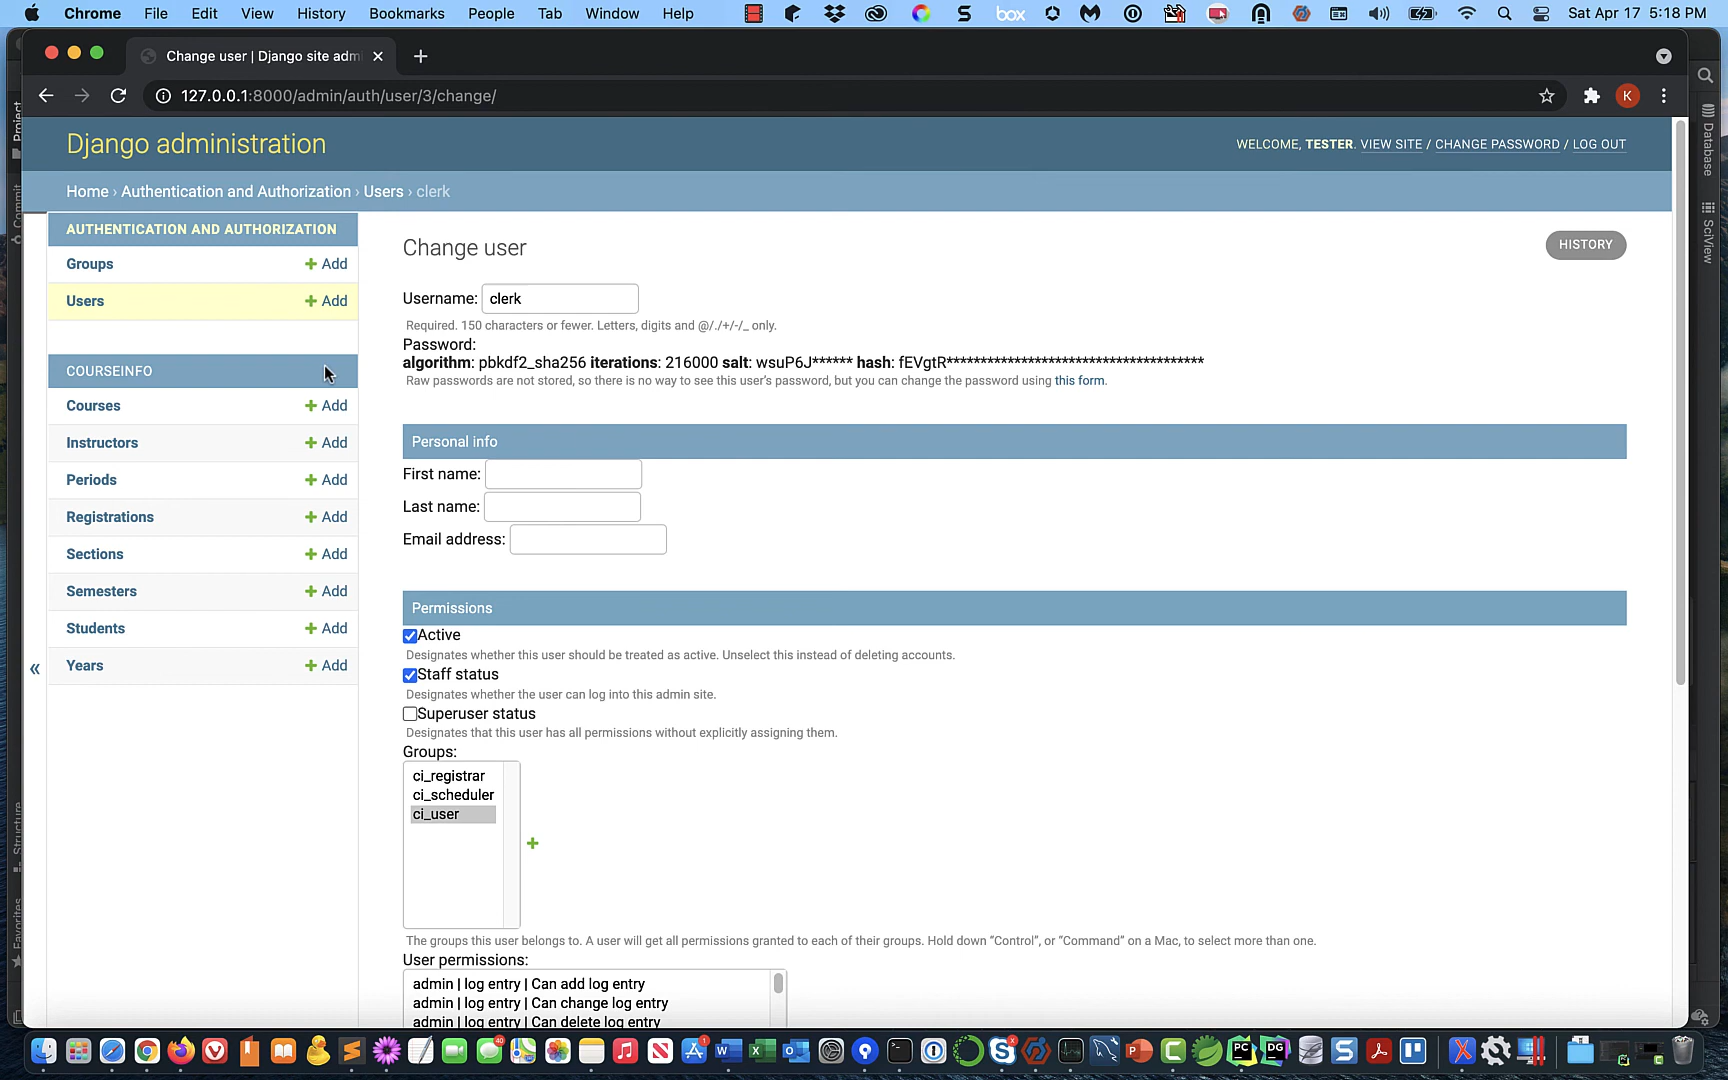 Chrome File Edit View History Bookmarks People Tab Window Help
box
Sat Apr 17 5:18 PM
Change user | Django site adm
127.0.0.1:8000/admin/auth/user/3/change/
K
Project
Commit
Structure
Favorites
Database
SciView
Django administration
WELCOME, TESTER. VIEW SITE / CHANGE PASSWORD / LOG OUT
Home › Authentication and Authorization › Users › clerk
AUTHENTICATION AND AUTHORIZATION
Groups + Add
Users + Add
COURSEINFO
Courses + Add
Instructors + Add
Periods + Add
Registrations + Add
Sections + Add
Semesters + Add
Students + Add
Years + Add
«
Change user
HISTORY
Username: clerk
Required. 150 characters or fewer. Letters, digits and @/./+/-/_ only.
Password:
algorithm: pbkdf2_sha256 iterations: 216000 salt: wsuP6J****** hash: fEVgtR**************************************
Raw passwords are not stored, so there is no way to see this user’s password, but you can change the password using this form.
Personal info
First name:
Last name:
Email address:
Permissions
Active
Designates whether this user should be treated as active. Unselect this instead of deleting accounts.
Staff status
Designates whether the user can log into this admin site.
Superuser status
Designates that this user has all permissions without explicitly assigning them.
Groups:
ci_registrar
ci_scheduler
ci_user
The groups this user belongs to. A user will get all permissions granted to each of their groups. Hold down “Control”, or “Command” on a Mac, to select more than one.
User permissions:
admin | log entry | Can add log entry
admin | log entry | Can change log entry
admin | log entry | Can delete log entry